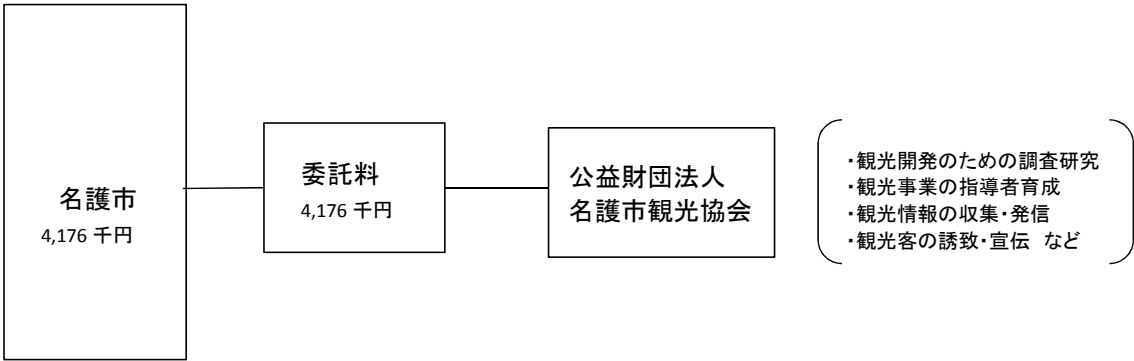 名護市
4,176 千円
委託料
4,176 千円
公益財団法人
名護市観光協会
・観光開発のための調査研究
・観光事業の指導者育成
・観光情報の収集・発信
・観光客の誘致・宣伝　など